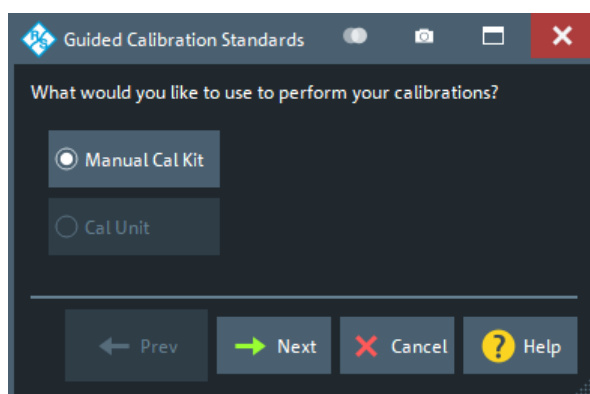 R&S Guided Calibration Standards
What would you like to use to perform your calibrations?
Manual Cal Kit
Cal Unit
Prev Next Cancel ? Help